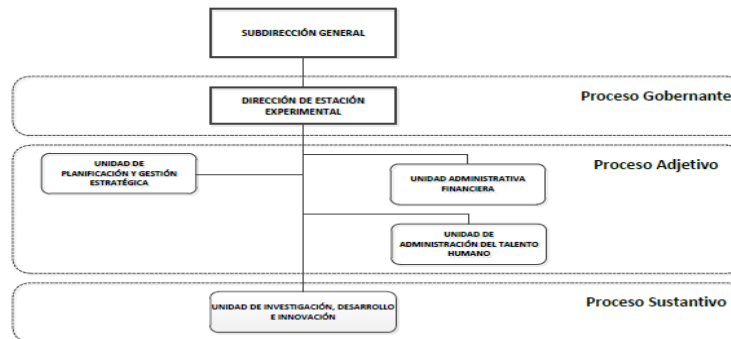 SUBDIRECCIÓN GENERAL
Proceso Gobernante
DIRECCIÓN DE ESTACIÓN
EXPERIMENTAL
Proceso Adjetivo
UNIDAD DE
PLANIFICACIÓN Y GESTIÓN
ESTRATÉGICA
UNIDAD ADMINISTRATIVA
FINANCIERA
UNIDAD DE
ADMINISTRACIÓN DEL TALENTO
HUMANO
Proceso Sustantivo
UNIDAD DE INVESTIGACIÓN, DESARROLLO
E INNOVACIÓN